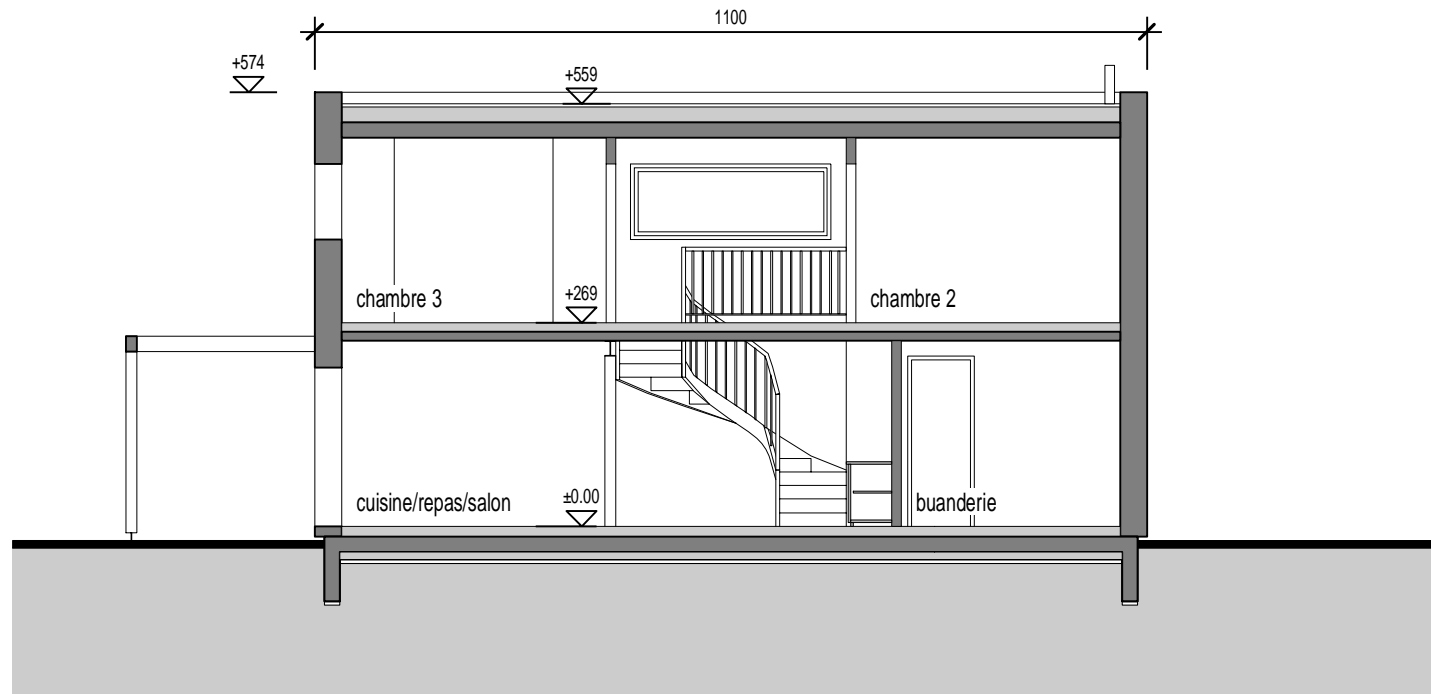 1100
+574
+559
chambre 3
+269
chambre 2
cuisine/repas/salon
±0.00
buanderie